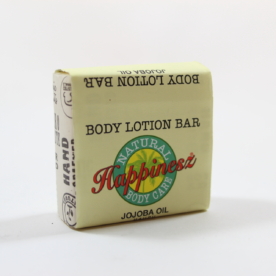 JOJOBA OIL
BODY LOTION BAR
BODY LOTION BAR
NATURAL
Happinesz
BODY CARE
JOJOBA OIL
HAND